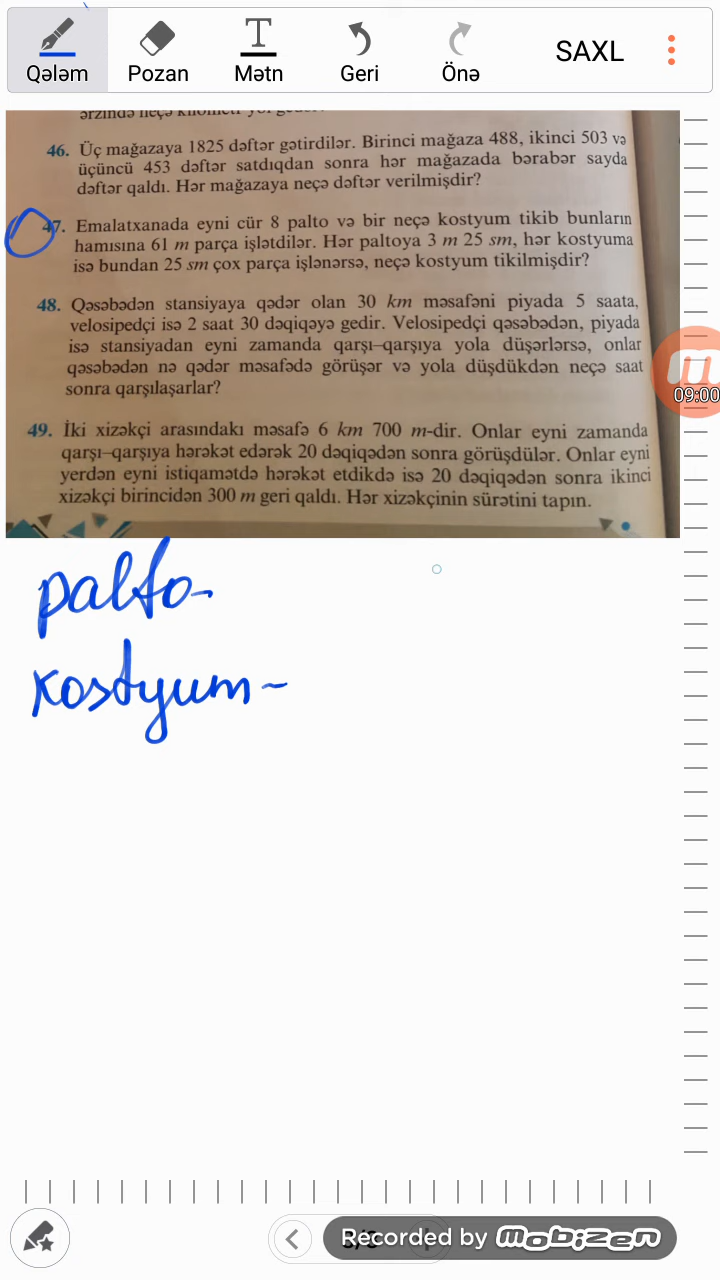 Qələm
Pozan
T
Mətn
Geri
Önə
SAXL
46. Üç mağazaya 1825 dəftər gətirdilər. Birinci mağaza 488, ikinci 503 və
üçüncü 453 dəftər satdıqdan sonra hər mağazada bərabər sayda
dəftər qaldı. Hər mağazaya neçə dəftər verilmişdir?
47. Emalatxanada eyni cür 8 palto və bir neçə kostyum tikib bunların
hamısına 61 m parça işlətdilər. Hər paltoya 3 m 25 sm, hər kostyuma
isə bundan 25 sm çox parça işlənərsə, neçə kostyum tikilmişdir?
48. Qəsəbədən stansiyaya qədər olan 30 km məsafəni piyada 5 saata,
velosipedçi isə 2 saat 30 dəqiqəyə gedir. Velosipedçi qəsəbədən, piyada
isə stansiyadan eyni zamanda qarşı–qarşıya yola düşərlərsə, onlar
qəsəbədən nə qədər məsafədə görüşər və yola düşdükdən neçə saat
sonra qarşılaşarlar?
09:00
49. İki xizəkçi arasındakı məsafə 6 km 700 m-dir. Onlar eyni zamanda
qarşı–qarşıya hərəkət edərək 20 dəqiqədən sonra görüşdülər. Onlar eyni
yerdən eyni istiqamətdə hərəkət etdikdə isə 20 dəqiqədən sonra ikinci
xizəkçi birincidən 300 m geri qaldı. Hər xizəkçinin sürətini tapın.
palto-
kostyum-
Recorded by mobizen